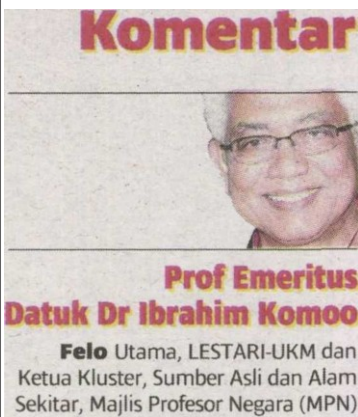 Komentar
Prof Emeritus
Datuk Dr Ibrahim Komoo
Felo Utama, LESTARI-UKM dan
Ketua Kluster, Sumber Asli dan Alam
Sekitar, Majlis Profesor Negara (MPN)